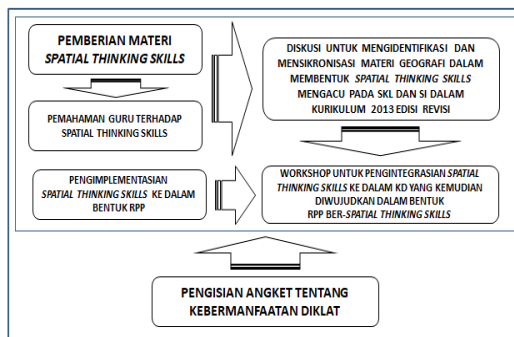 PEMBERIAN MATERI
SPATIAL THINKING SKILLS
PEMAHAMAN GURU TERHADAP
SPATIAL THINKING SKILLS
DISKUSI UNTUK MENGIDENTIFIKASI DAN
MENSIKRONISASI MATERI GEOGRAFI DALAM
MEMBENTUK SPATIAL THINKING SKILLS
MENGACU PADA SKL DAN SI DALAM
KURIKULUM 2013 EDISI REVISI
PENGIMPLEMENTASIAN
SPATIAL THINKING SKILLS KE DALAM
BENTUK RPP
WORKSHOP UNTUK PENGINTEGRASIAN SPATIAL
THINKING SKILLS KE DALAM KD YANG KEMUDIAN
DIWUJUDKAN DALAM BENTUK
RPP BER-SPATIAL THINKING SKILLS
PENGISIAN ANGKET TENTANG
KEBERMANFAATAN DIKLAT